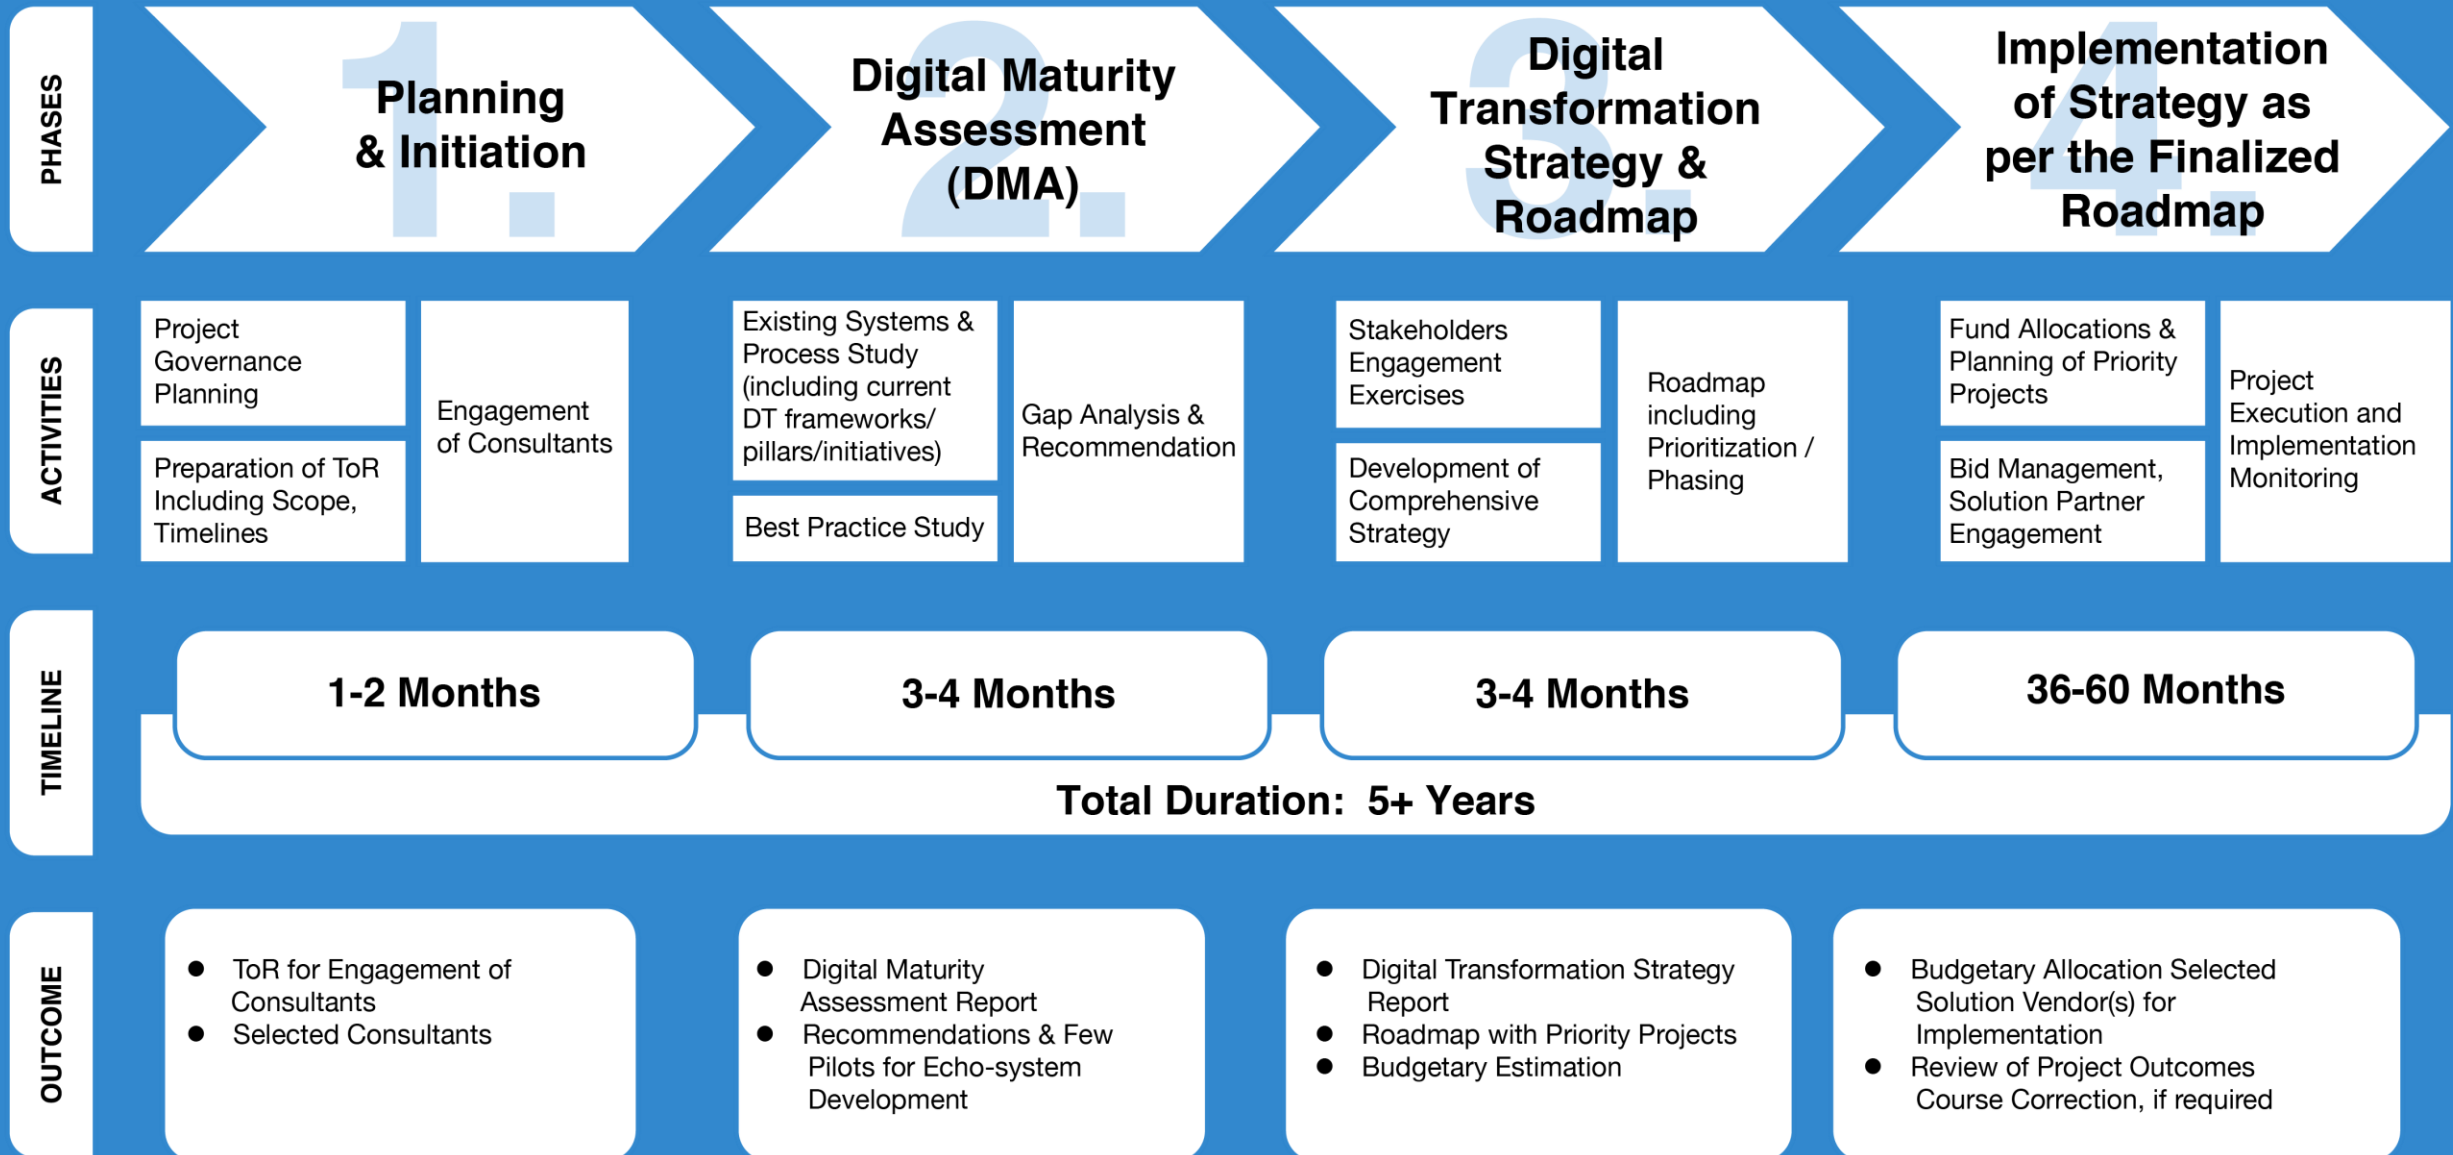 PHASES
1.
Planning
& Initiation
2.
Digital Maturity
Assessment
(DMA)
3.
Digital
Transformation
Strategy &
Roadmap
4.
Implementation
of Strategy as
per the Finalized
Roadmap
ACTIVITIES
Project
Governance
Planning
Preparation of ToR
Including Scope,
Timelines
Engagement
of Consultants
Existing Systems &
Process Study
(including current
DT frameworks/
pillars/initiatives)
Best Practice Study
Gap Analysis &
Recommendation
Stakeholders
Engagement
Exercises
Development of
Comprehensive
Strategy
Roadmap
including
Prioritization /
Phasing
Fund Allocations &
Planning of Priority
Projects
Bid Management,
Solution Partner
Engagement
Project
Execution and
Implementation
Monitoring
TIMELINE
1-2 Months
3-4 Months
3-4 Months
36-60 Months
Total Duration: 5+ Years
OUTCOME
● ToR for Engagement of
Consultants
● Selected Consultants
● Digital Maturity
Assessment Report
● Recommendations & Few
Pilots for Echo-system
Development
● Digital Transformation Strategy
Report
● Roadmap with Priority Projects
● Budgetary Estimation
● Budgetary Allocation Selected
Solution Vendor(s) for
Implementation
● Review of Project Outcomes
Course Correction, if required